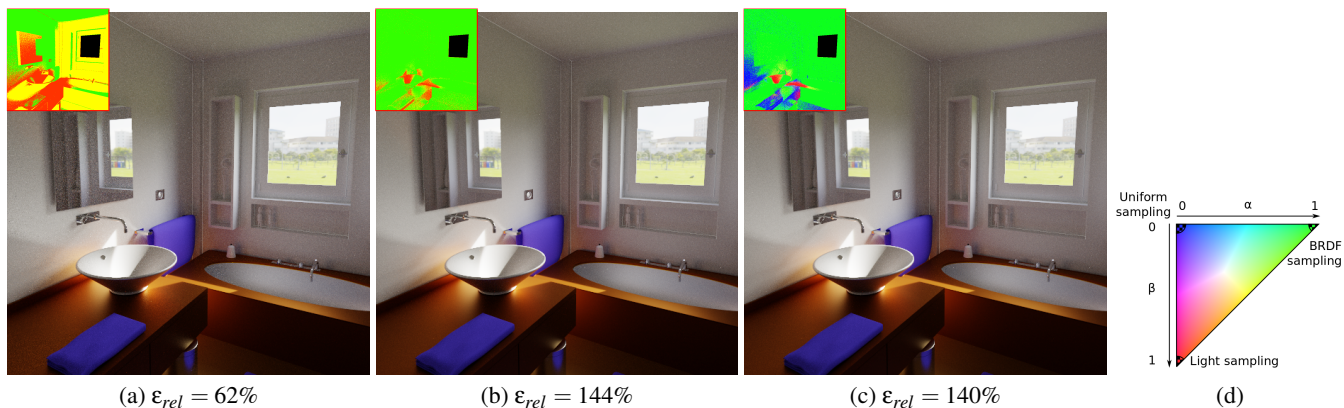 Uniform
sampling
0 α 1
0
BRDF
sampling
β
1
Light sampling
(a) ε_rel = 62%
(b) ε_rel = 144%
(c) ε_rel = 140%
(d)